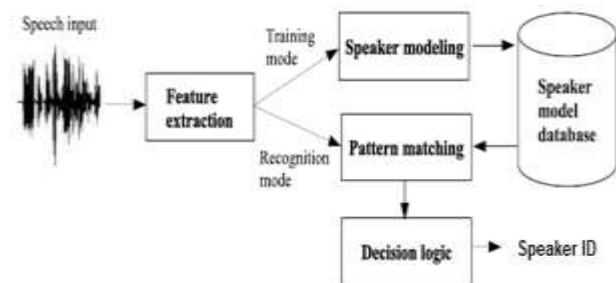 Speech input
Feature
extraction
Training
mode
Recognition
mode
Speaker modeling
Pattern matching
Speaker
model
database
Decision logic
Speaker ID